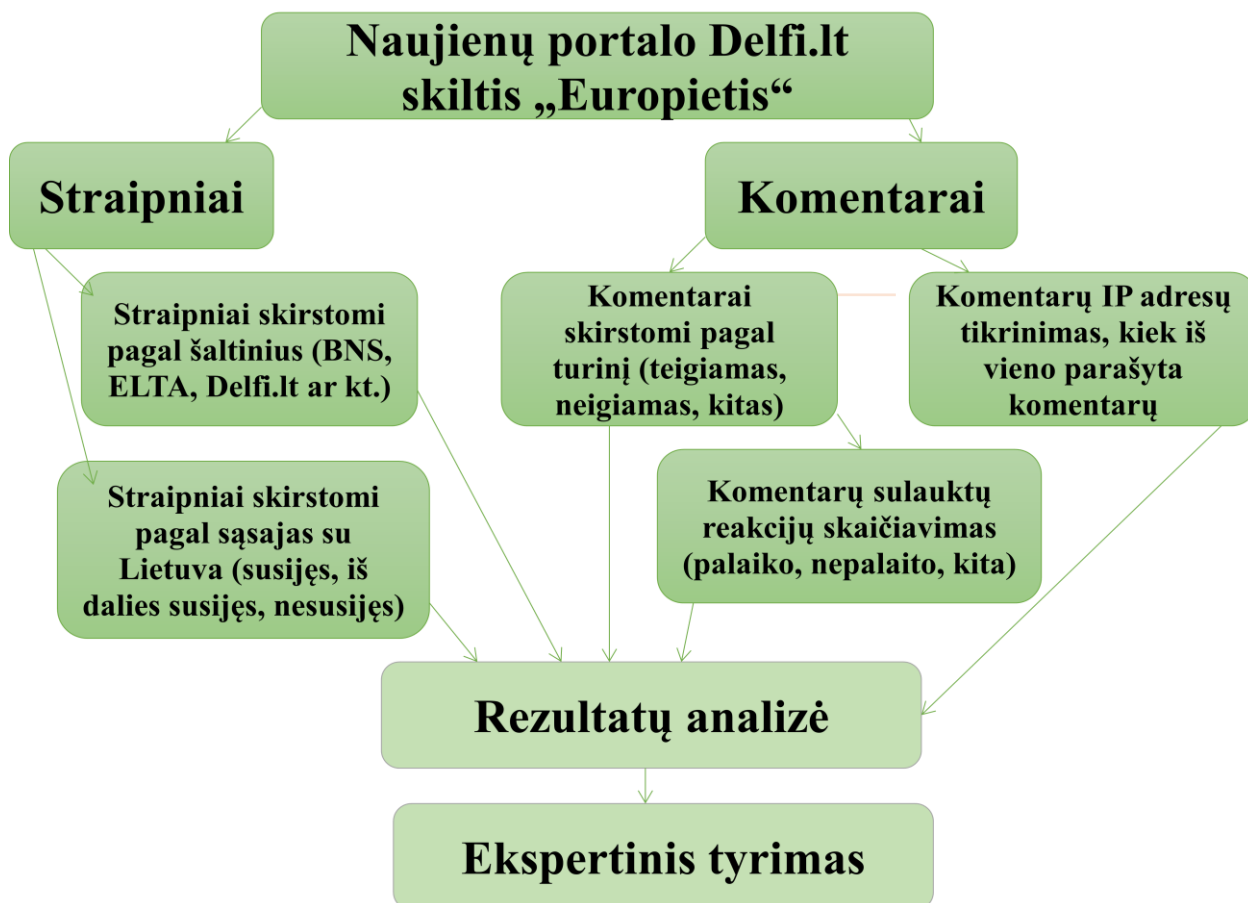 Naujienų portalo Delfi.lt
skiltis „Europietis“
Straipniai
Komentarai
Straipniai skirstomi
pagal šaltinius (BNS,
ELTA, Delfi.lt ar kt.)
Komentarai
skirstomi pagal
turinį (teigiamas,
neigiamas, kitas)
Komentarų IP adresų
tikrinimas, kiek iš
vieno parašyta
komentarų
Straipniai skirstomi
pagal sąsajas su
Lietuva (susijęs, iš
dalies susijęs, nesusijęs)
Komentarų sulauktų
reakcijų skaičiavimas
(palaiko, nepalaito, kita)
Rezultatų analizė
Ekspertinis tyrimas